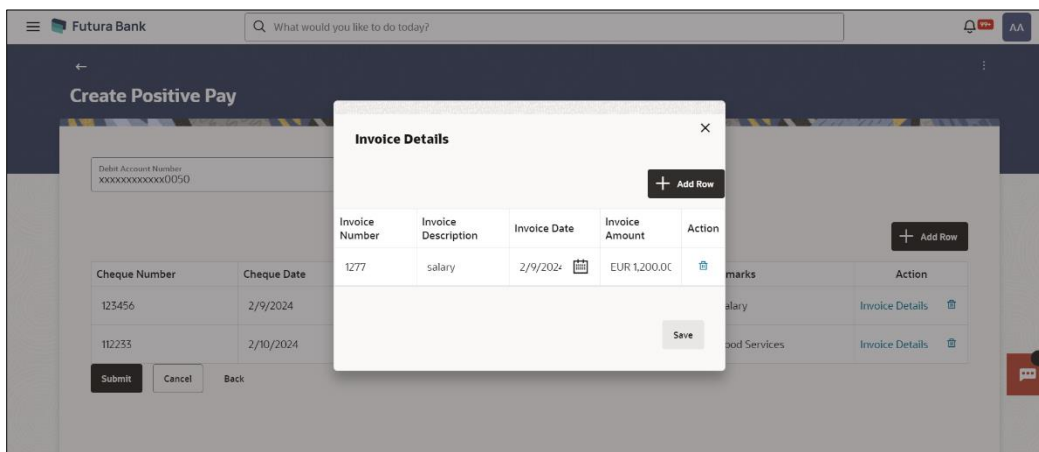 Futura Bank
What would you like to do today?
99+
AA
Create Positive Pay
Invoice Details
Debit Account Number
xxxxxxxxxxxx0050
Add Row
Invoice Number
Invoice Description
Invoice Date
Invoice Amount
Action
1277
salary
2/9/2024
EUR 1,200.00
Add Row
Cheque Number
Cheque Date
marks
Action
123456
2/9/2024
alary
Invoice Details
112233
2/10/2024
ood Services
Invoice Details
Save
Submit
Cancel
Back